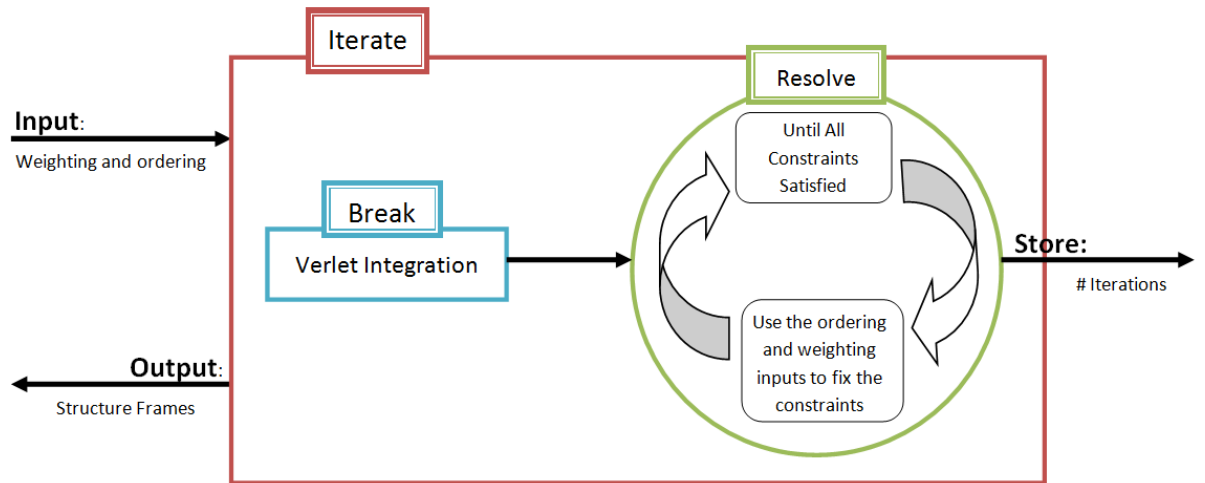 Iterate
Resolve
Input:
Weighting and ordering
Until All
Constraints
Satisfied
Break
Verlet Integration
Store:
# Iterations
Use the ordering
and weighting
inputs to fix the
constraints
Output:
Structure Frames